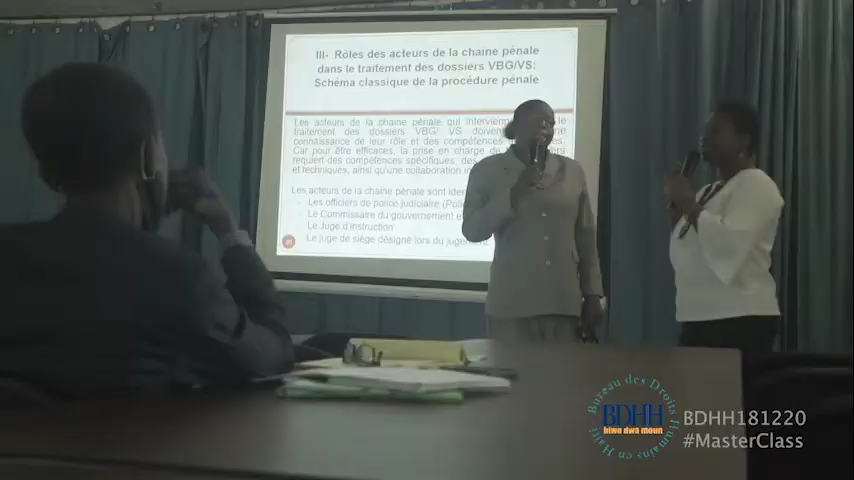 III- Rôles des acteurs de la chaine pénale
dans le traitement des dossiers VBG/VS:
Schéma classique de la procédure pénale
Les acteurs de la chaine pénale qui le
traitement des dossiers VBG/ VS une
connaissance de leur rôle et des compétences
Car pour être efficaces, la prise en charge de
requiert des compétences spécifiques, des
et techniques, ainsi qu'une collaboration
Les acteurs de la chaine pénale sont
- Les officiers de police judiciaire
- Le Commissaire du gouvernement
- Le Juge d'instruction
- Le juge de siège désigné lors du
Bureau des Droits Humains en Haïti
BDHH
biwo dwa moun
BDHH181220
#MasterClass